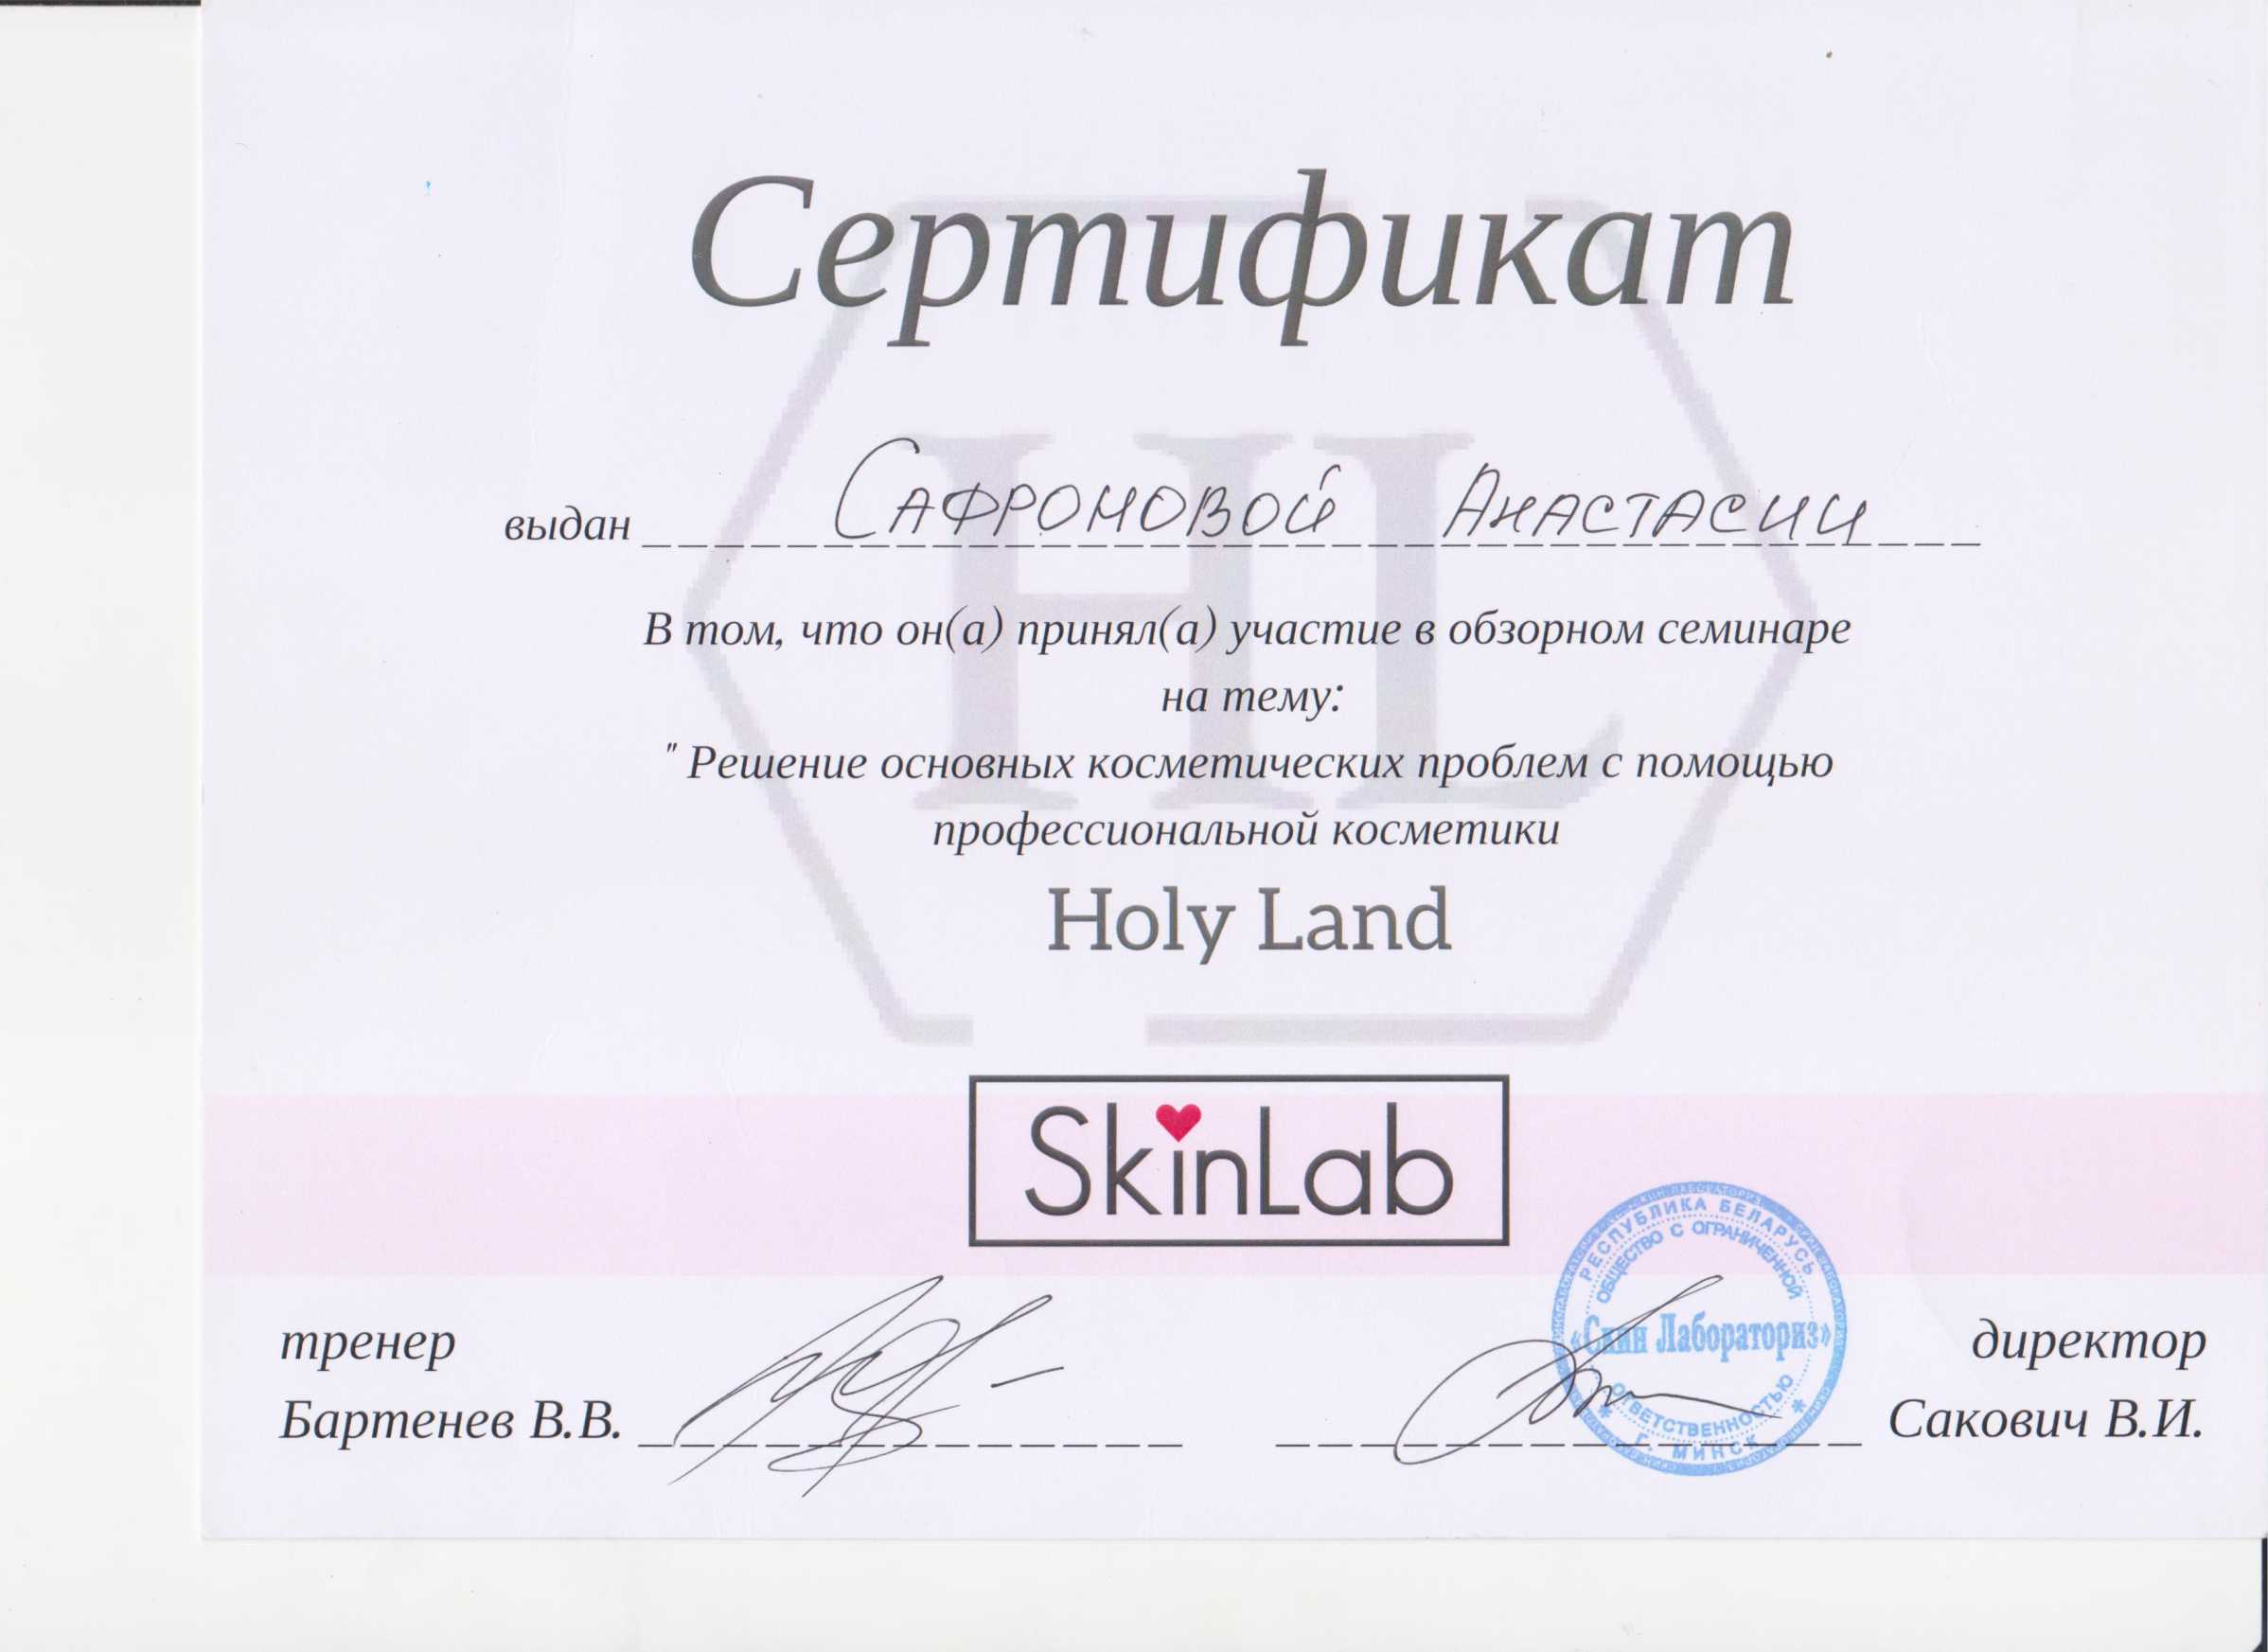 Сертификат
выдан Сафроновой Анастасии
В том, что он(а) принял(а) участие в обзорном семинаре
на тему:
" Решение основных косметических проблем с помощью
профессиональной косметики
Holy Land
HL
SkinLab
РЕСПУБЛИКА БЕЛАРУСЬ
ОБЩЕСТВО С ОГРАНИЧЕННОЙ
«Скин Лабораториз»
ОТВЕТСТВЕННОСТЬЮ
Г. МИНСК
тренер
Бартенев В.В.
директор
Сакович В.И.